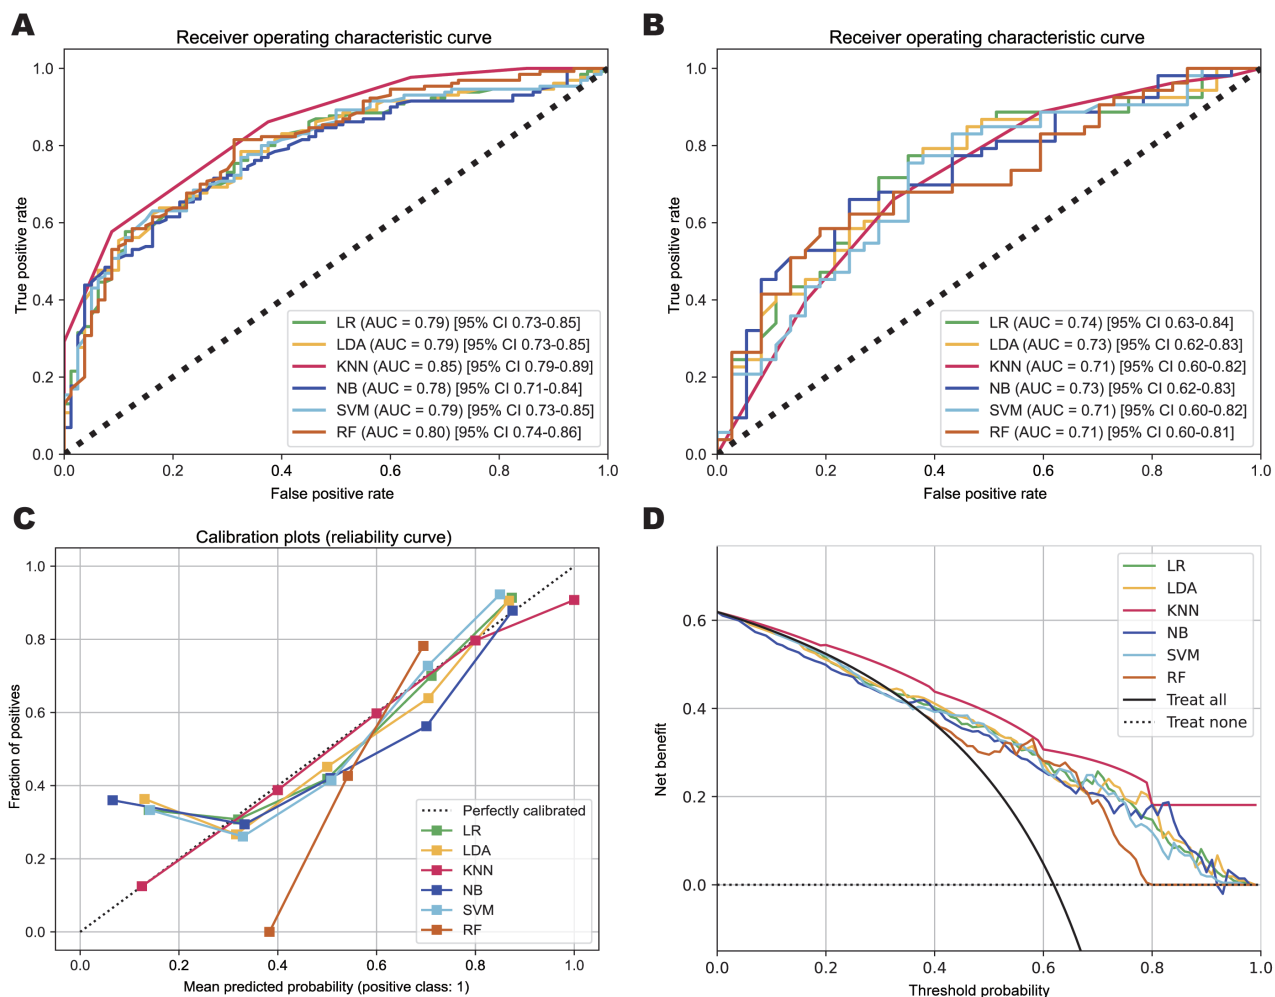 A
Receiver operating characteristic curve
1.0
0.8
0.6
0.4
0.2
0.0
True positive rate
0.0 0.2 0.4 0.6 0.8 1.0
False positive rate
LR (AUC = 0.79) [95% CI 0.73-0.85]
LDA (AUC = 0.79) [95% CI 0.73-0.85]
KNN (AUC = 0.85) [95% CI 0.79-0.89]
NB (AUC = 0.78) [95% CI 0.71-0.84]
SVM (AUC = 0.79) [95% CI 0.73-0.85]
RF (AUC = 0.80) [95% CI 0.74-0.86]
B
Receiver operating characteristic curve
1.0
0.8
0.6
0.4
0.2
0.0
True positive rate
0.0 0.2 0.4 0.6 0.8 1.0
False positive rate
LR (AUC = 0.74) [95% CI 0.63-0.84]
LDA (AUC = 0.73) [95% CI 0.62-0.83]
KNN (AUC = 0.71) [95% CI 0.60-0.82]
NB (AUC = 0.73) [95% CI 0.62-0.83]
SVM (AUC = 0.71) [95% CI 0.60-0.82]
RF (AUC = 0.71) [95% CI 0.60-0.81]
C
Calibration plots (reliability curve)
1.0
0.8
0.6
0.4
0.2
0.0
Fraction of positives
0.0 0.2 0.4 0.6 0.8 1.0
Mean predicted probability (positive class: 1)
Perfectly calibrated
LR
LDA
KNN
NB
SVM
RF
D
0.6
0.4
0.2
0.0
Net benefit
0.0 0.2 0.4 0.6 0.8 1.0
Threshold probability
LR
LDA
KNN
NB
SVM
RF
Treat all
Treat none